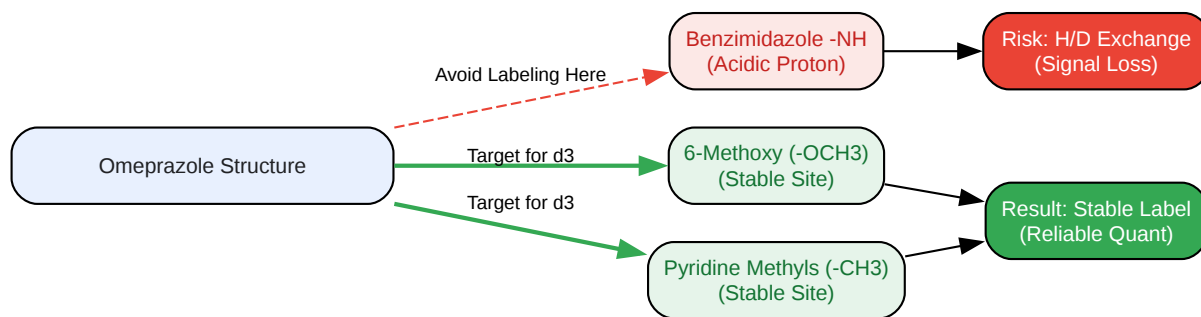 Benzimidazole -NH
(Acidic Proton)
Risk: H/D Exchange
(Signal Loss)
Avoid Labeling Here
Omeprazole Structure
Target for d3
6-Methoxy (-OCH3)
(Stable Site)
Target for d3
Result: Stable Label
(Reliable Quant)
Pyridine Methyls (-CH3)
(Stable Site)